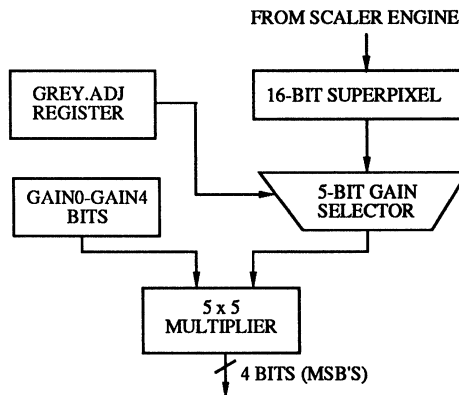 FROM SCALER ENGINE
GREY.ADJ
REGISTER
16-BIT SUPERPIXEL
GAIN0-GAIN4
BITS
5-BIT GAIN
SELECTOR
5 x 5
MULTIPLIER
4 BITS (MSB'S)